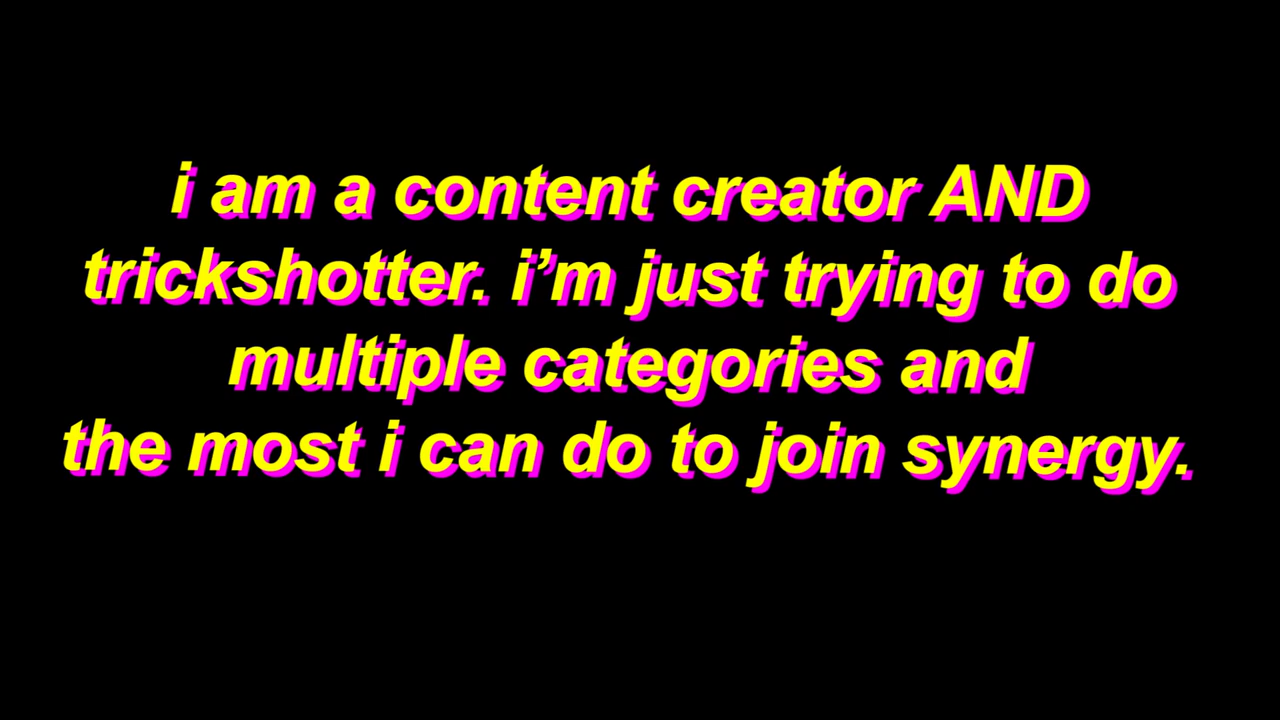 i am a content creator AND
trickshotter. i’m just trying to do
multiple categories and
the most i can do to join synergy.